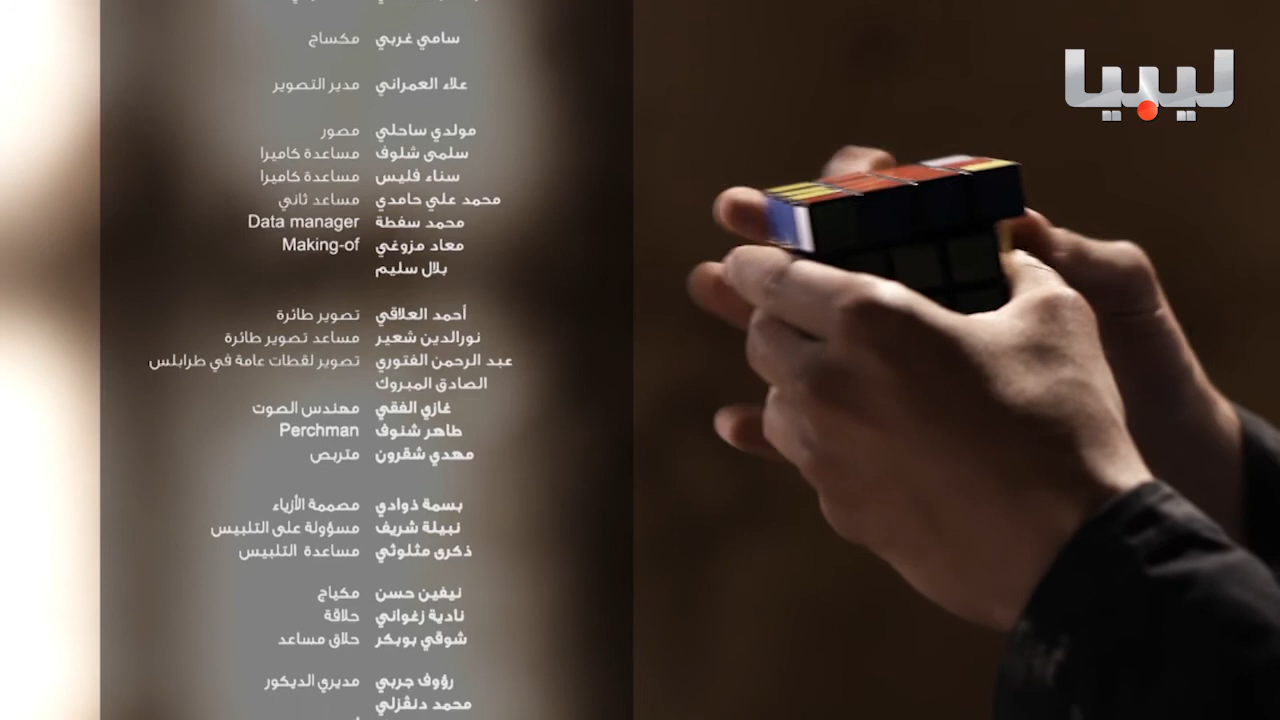 سامي غربي مكساج
علاء العمراني مدير التصوير
مولدي ساحلي مصور
سلمى شلوف مساعدة كاميرا
سناء فليس مساعدة كاميرا
محمد علي حامدي مساعد ثاني
محمد سفطة Data manager
معاد مزوغي Making-of
بلال سليم
أحمد العلاقي تصوير طائرة
نورالدين شعير مساعد تصوير طائرة
عبد الرحمن الفتوري تصوير لقطات عامة في طرابلس
الصادق المبروك
غازي الفقي مهندس الصوت
طاهر شنوف Perchman
مهدي شقرون متربص
بسمة ذوادي مصممة الأزياء
نبيلة شريف مسؤولة على التلبيس
ذكرى مثلوثي مساعدة التلبيس
نيفين حسن مكياج
نادية زغواني حلاقة
شوقي بوبكر حلاق مساعد
رؤوف جربي مديري الديكور
محمد دنڤزلي
ليبيا